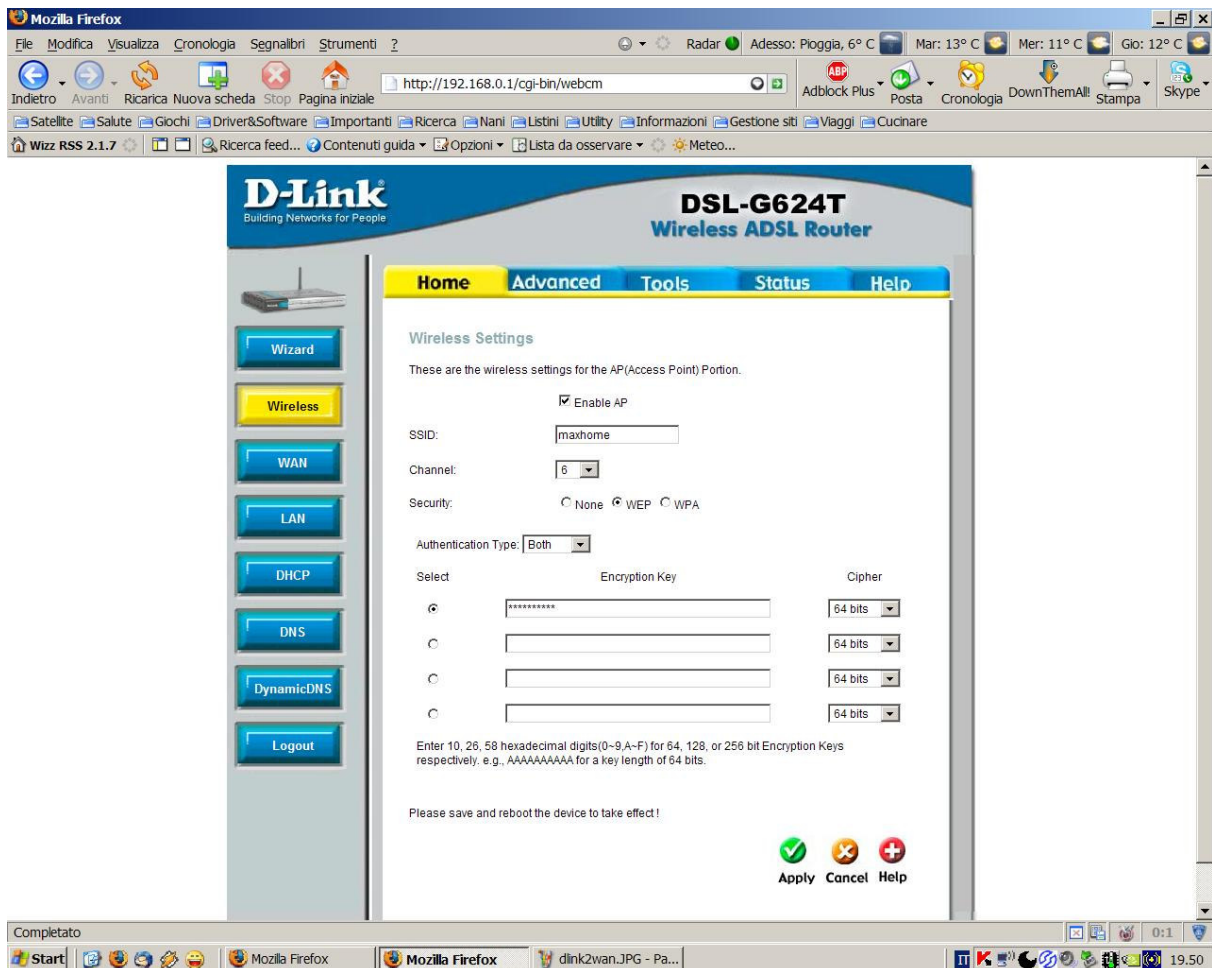 Mozilla Firefox
File Modifica Visualizza Cronologia Segnalibri Strumenti ?
Radar Adesso: Pioggia, 6° C Mar: 13° C Mer: 11° C Gio: 12° C
Indietro Avanti Ricarica Nuova scheda Stop Pagina iniziale
http://192.168.0.1/cgi-bin/webcm
ABP
Adblock Plus Posta Cronologia DownThemAll! Stampa Skype
Satellite Salute Giochi Driver&Software Importanti Ricerca Nani Listini Utility Informazioni Gestione siti Viaggi Cucinare
Wizz RSS 2.1.7 Ricerca feed... Contenuti guida Opzioni Lista da osservare Meteo...
D-Link
Building Networks for People
DSL-G624T
Wireless ADSL Router
Home Advanced Tools Status Help
Wizard
Wireless
WAN
LAN
DHCP
DNS
DynamicDNS
Logout
Wireless Settings
These are the wireless settings for the AP(Access Point) Portion.
Enable AP
SSID: maxhome
Channel: 6
Security: None WEP WPA
Authentication Type: Both
Select Encryption Key Cipher
********** 64 bits
64 bits
64 bits
64 bits
Enter 10, 26, 58 hexadecimal digits(0~9,A~F) for 64, 128, or 256 bit Encryption Keys
respectively. e.g., AAAAAAAAAA for a key length of 64 bits.
Please save and reboot the device to take effect !
Apply Cancel Help
Completato
0:1
Start Mozilla Firefox Mozilla Firefox dlink2wan.JPG - Pa...
IT
19.50